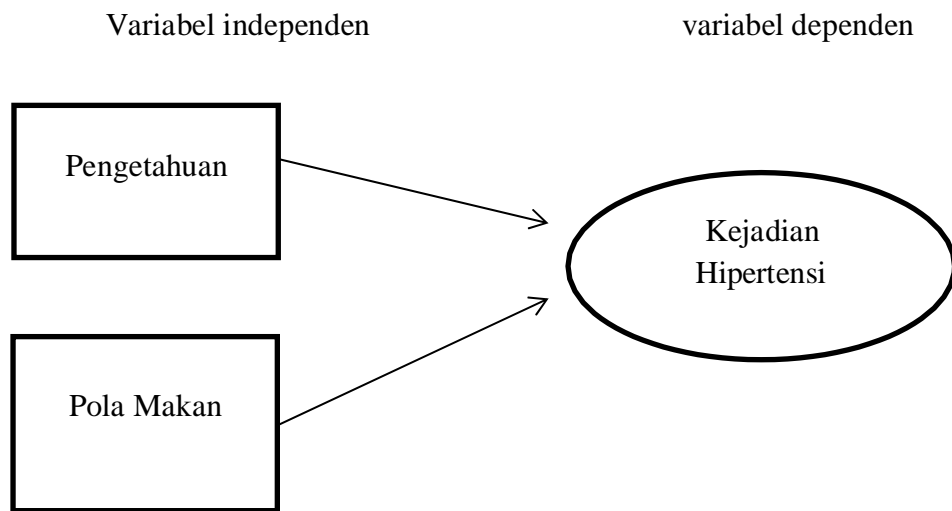 Variabel independen
variabel dependen
Pengetahuan
Kejadian
Hipertensi
Pola Makan